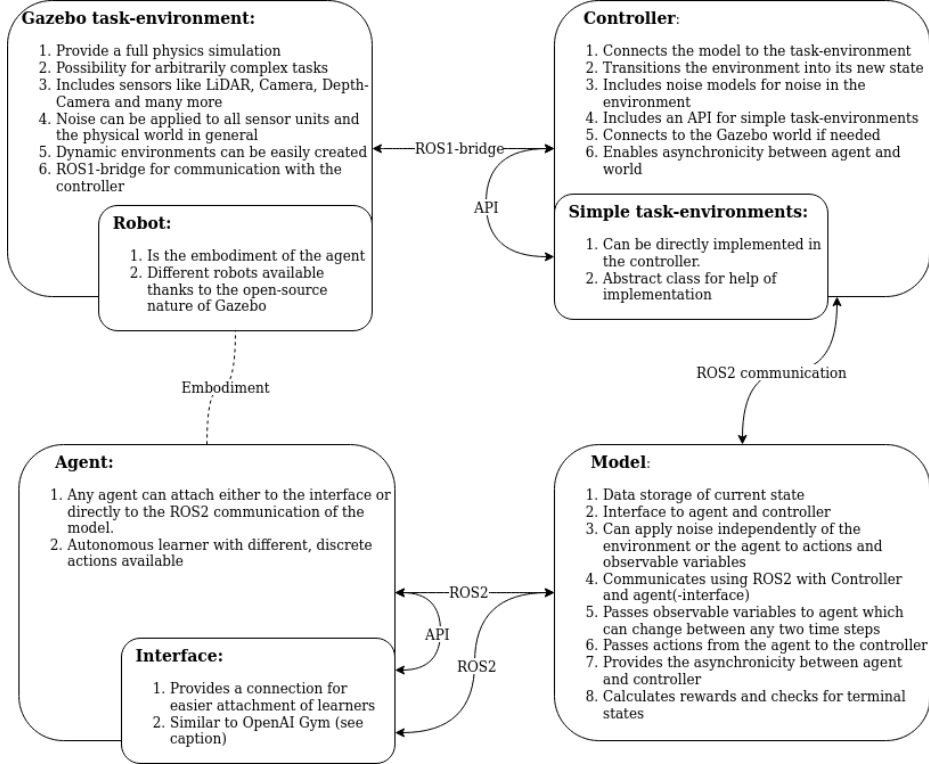 Gazebo task-environment:
1. Provide a full physics simulation
2. Possibility for arbitrarily complex tasks
3. Includes sensors like LiDAR, Camera, Depth-
Camera and many more
4. Noise can be applied to all sensor units and
the physical world in general
5. Dynamic environments can be easily created
6. ROS1-bridge for communication with the
controller
Robot:
1. Is the embodiment of the agent
2. Different robots available
thanks to the open-source
nature of Gazebo
ROS1-bridge
API
Controller:
1. Connects the model to the task-environment
2. Transitions the environment into its new state
3. Includes noise models for noise in the
environment
4. Includes an API for simple task-environments
5. Connects to the Gazebo world if needed
6. Enables asynchronicity between agent and
world
Simple task-environments:
1. Can be directly implemented in
the controller.
2. Abstract class for help of
implementation
Embodiment
ROS2 communication
Agent:
1. Any agent can attach either to the interface or
directly to the ROS2 communication of the
model.
2. Autonomous learner with different, discrete
actions available
Interface:
1. Provides a connection for
easier attachment of learners
2. Similar to OpenAI Gym (see
caption)
ROS2
API
ROS2
Model:
1. Data storage of current state
2. Interface to agent and controller
3. Can apply noise independently of the
environment or the agent to actions and
observable variables
4. Communicates using ROS2 with Controller
and agent(-interface)
5. Passes observable variables to agent which
can change between any two time steps
6. Passes actions from the agent to the controller
7. Provides the asynchronicity between agent
and controller
8. Calculates rewards and checks for terminal
states